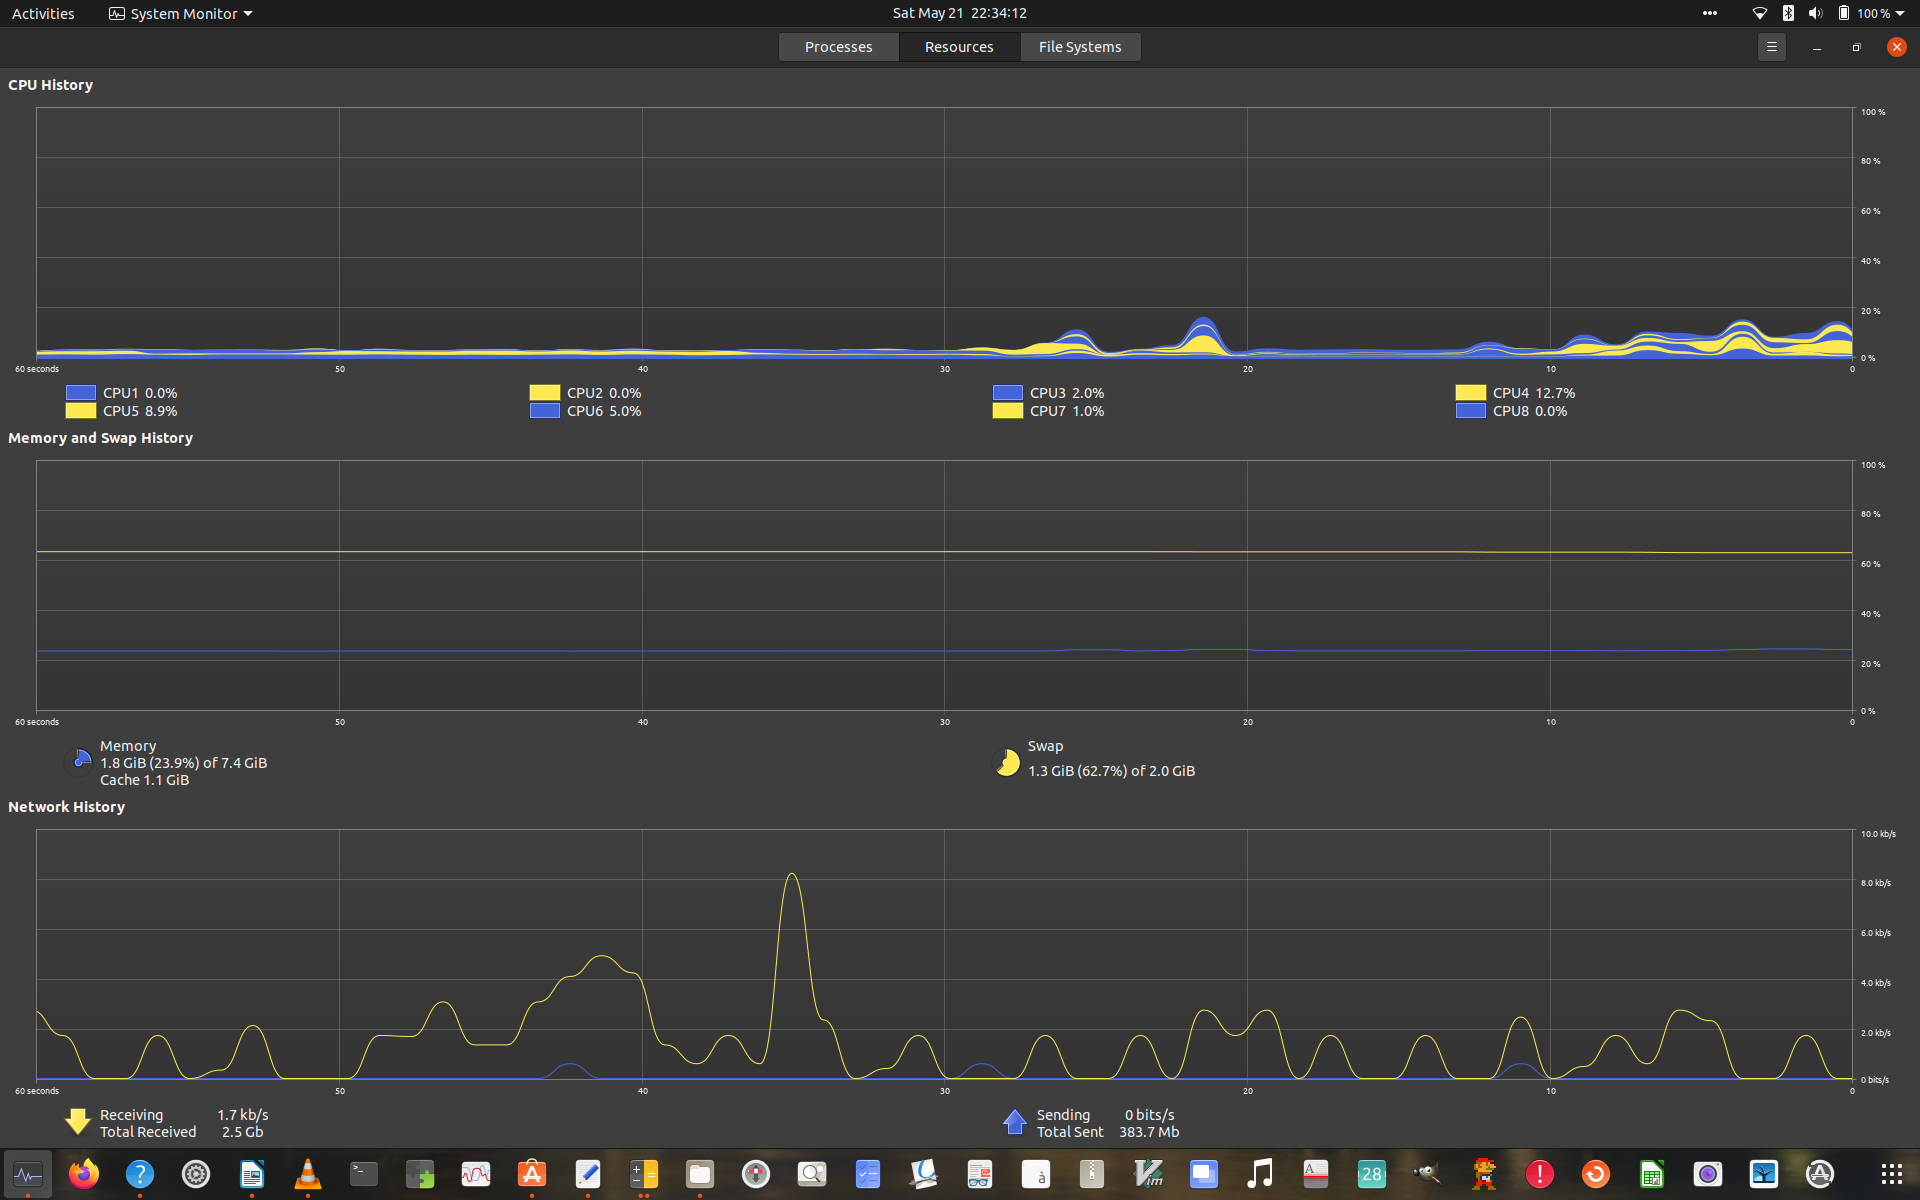 Activities System Monitor Sat May 21 22:34:12 100 %
Processes Resources File Systems
CPU History
100 %
80 %
60 %
40 %
20 %
0 %
60 seconds 50 40 30 20 10 0
CPU1 0.0% CPU2 0.0% CPU3 2.0% CPU4 12.7%
CPU5 8.9% CPU6 5.0% CPU7 1.0% CPU8 0.0%
Memory and Swap History
100 %
80 %
60 %
40 %
20 %
0 %
60 seconds 50 40 30 20 10 0
Memory
1.8 GiB (23.9%) of 7.4 GiB
Cache 1.1 GiB
Swap
1.3 GiB (62.7%) of 2.0 GiB
Network History
10.0 kb/s
8.0 kb/s
6.0 kb/s
4.0 kb/s
2.0 kb/s
0 bits/s
60 seconds 50 40 30 20 10 0
Receiving 1.7 kb/s
Total Received 2.5 Gb
Sending 0 bits/s
Total Sent 383.7 Mb
? >_ A à Vim A 28 ! A